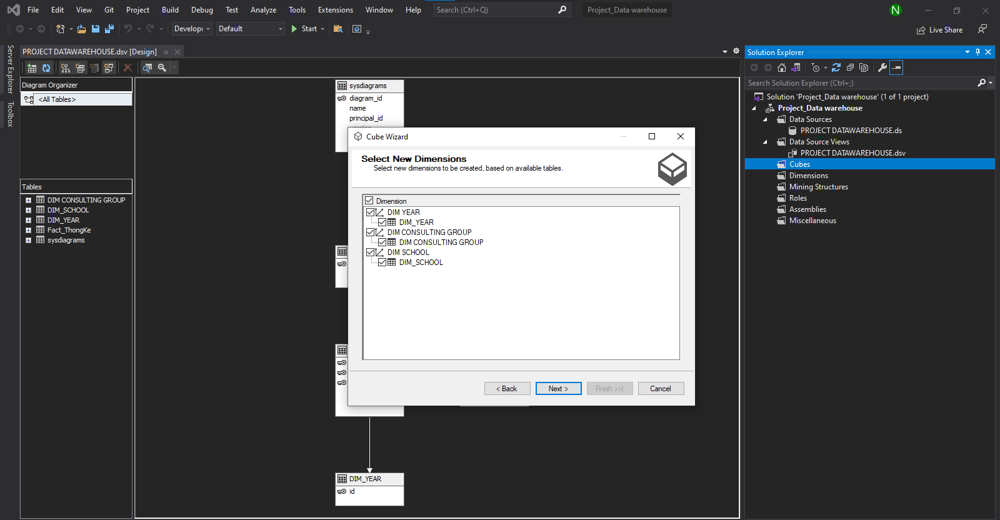 File Edit View Git Project Build Debug Test Analyze Tools Extensions Window Help Search (Ctrl+Q) Project_Data warehouse N
Developı Default Start Live Share
Server Explorer
Toolbox
PROJECT DATAWAREHOUSE.dsv [Design]
Diagram Organizer
<All Tables>
Tables
DIM CONSULTING GROUP
DIM_SCHOOL
DIM_YEAR
Fact_ThongKe
sysdiagrams
sysdiagrams
diagram_id
name
principal_id
Cube Wizard
Select New Dimensions
Select new dimensions to be created, based on available tables.
Dimension
DIM YEAR
DIM_YEAR
DIM CONSULTING GROUP
DIM CONSULTING GROUP
DIM SCHOOL
DIM_SCHOOL
< Back Next > Finish >>| Cancel
DIM_YEAR
id
Solution Explorer
Search Solution Explorer (Ctrl+;)
Solution 'Project_Data warehouse' (1 of 1 project)
Project_Data warehouse
Data Sources
PROJECT DATAWAREHOUSE.ds
Data Source Views
PROJECT DATAWAREHOUSE.dsv
Cubes
Dimensions
Mining Structures
Roles
Assemblies
Miscellaneous